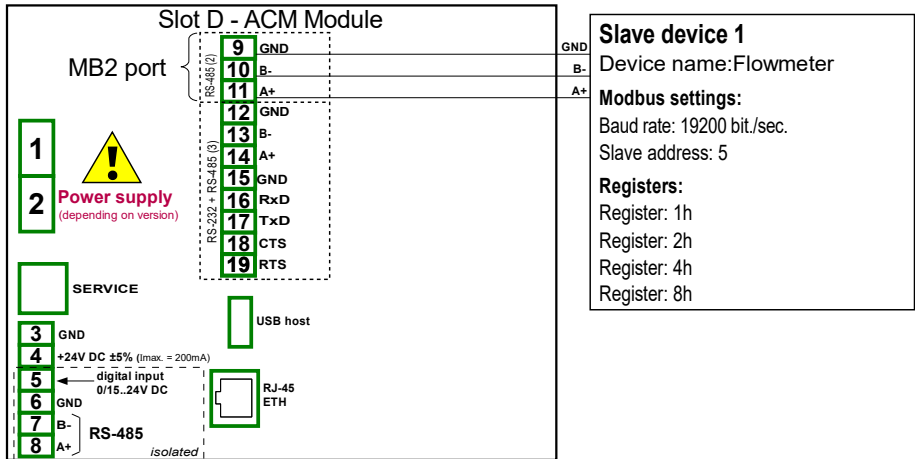 Slot D - ACM Module
MB2 port
RS-485 (2)
9 GND
10 B-
11 A+
RS-232 + RS-485 (3)
12 GND
13 B-
14 A+
15 GND
16 RxD
17 TxD
18 CTS
19 RTS
1
2
Power supply
(depending on version)
SERVICE
USB host
3 GND
4 +24V DC ±5% (Imax. = 200mA)
5 digital input
0/15..24V DC
6 GND
7 B-
8 A+
RS-485
isolated
RJ-45
ETH
GND
B-
A+
Slave device 1
Device name:Flowmeter
Modbus settings:
Baud rate: 19200 bit./sec.
Slave address: 5
Registers:
Register: 1h
Register: 2h
Register: 4h
Register: 8h